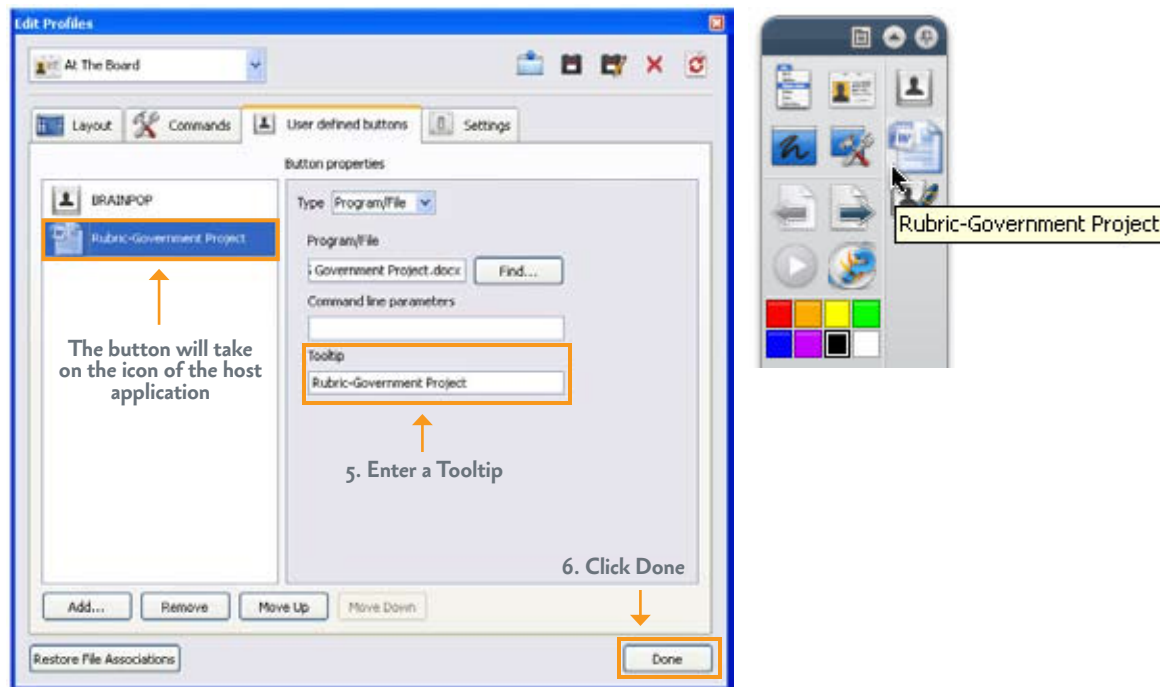 Edit Profiles
At The Board
Layout
Commands
User defined buttons
Settings
Button properties
BRAINPOP
Rubric-Government Project
Type Program/File
Program/File
Government Project.docx
Find...
Command line parameters
Tooltip
Rubric-Government Project
The button will take
on the icon of the host
application
5. Enter a Tooltip
6. Click Done
Add...
Remove
Move Up
Move Down
Restore File Associations
Done
Rubric-Government Project